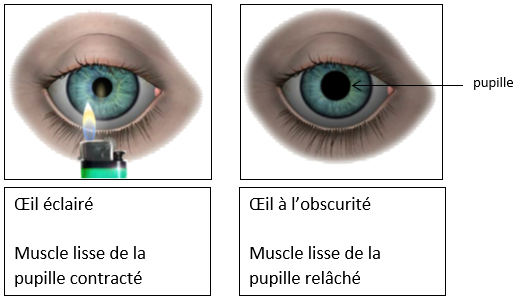 pupille
Œil éclairé
Muscle lisse de la
pupille contracté
Œil à l’obscurité
Muscle lisse de la
pupille relâché